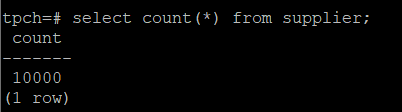 tpch=# select count(*) from supplier;
 count
-------
 10000
(1 row)